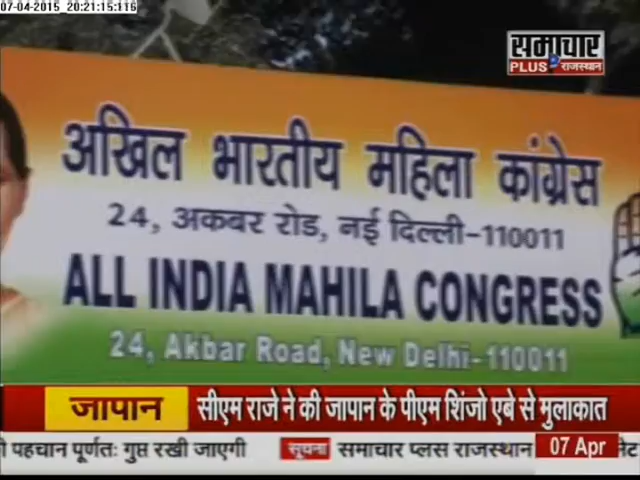 07-04-2015 20:21:15:116
समाचार
PLUS राजस्थान
अखिल भारतीय महिला कांग्रेस
24, अकबर रोड, नई दिल्ली-110011
ALL INDIA MAHILA CONGRESS
24, Akbar Road, New Delhi-110011
जापान
सीएम राजे ने की जापान के पीएम शिंजो एबे से मुलाकात
पहचान पूर्णतः गुप्त रखी जाएगी सूचना समाचार प्लस राजस्थान
07 Apr